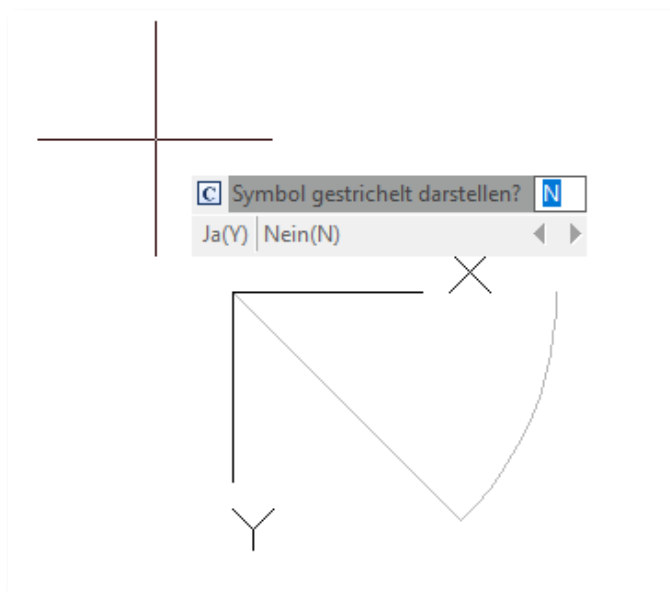 C Symbol gestrichelt darstellen? N
Ja(Y) Nein(N)
X
Y